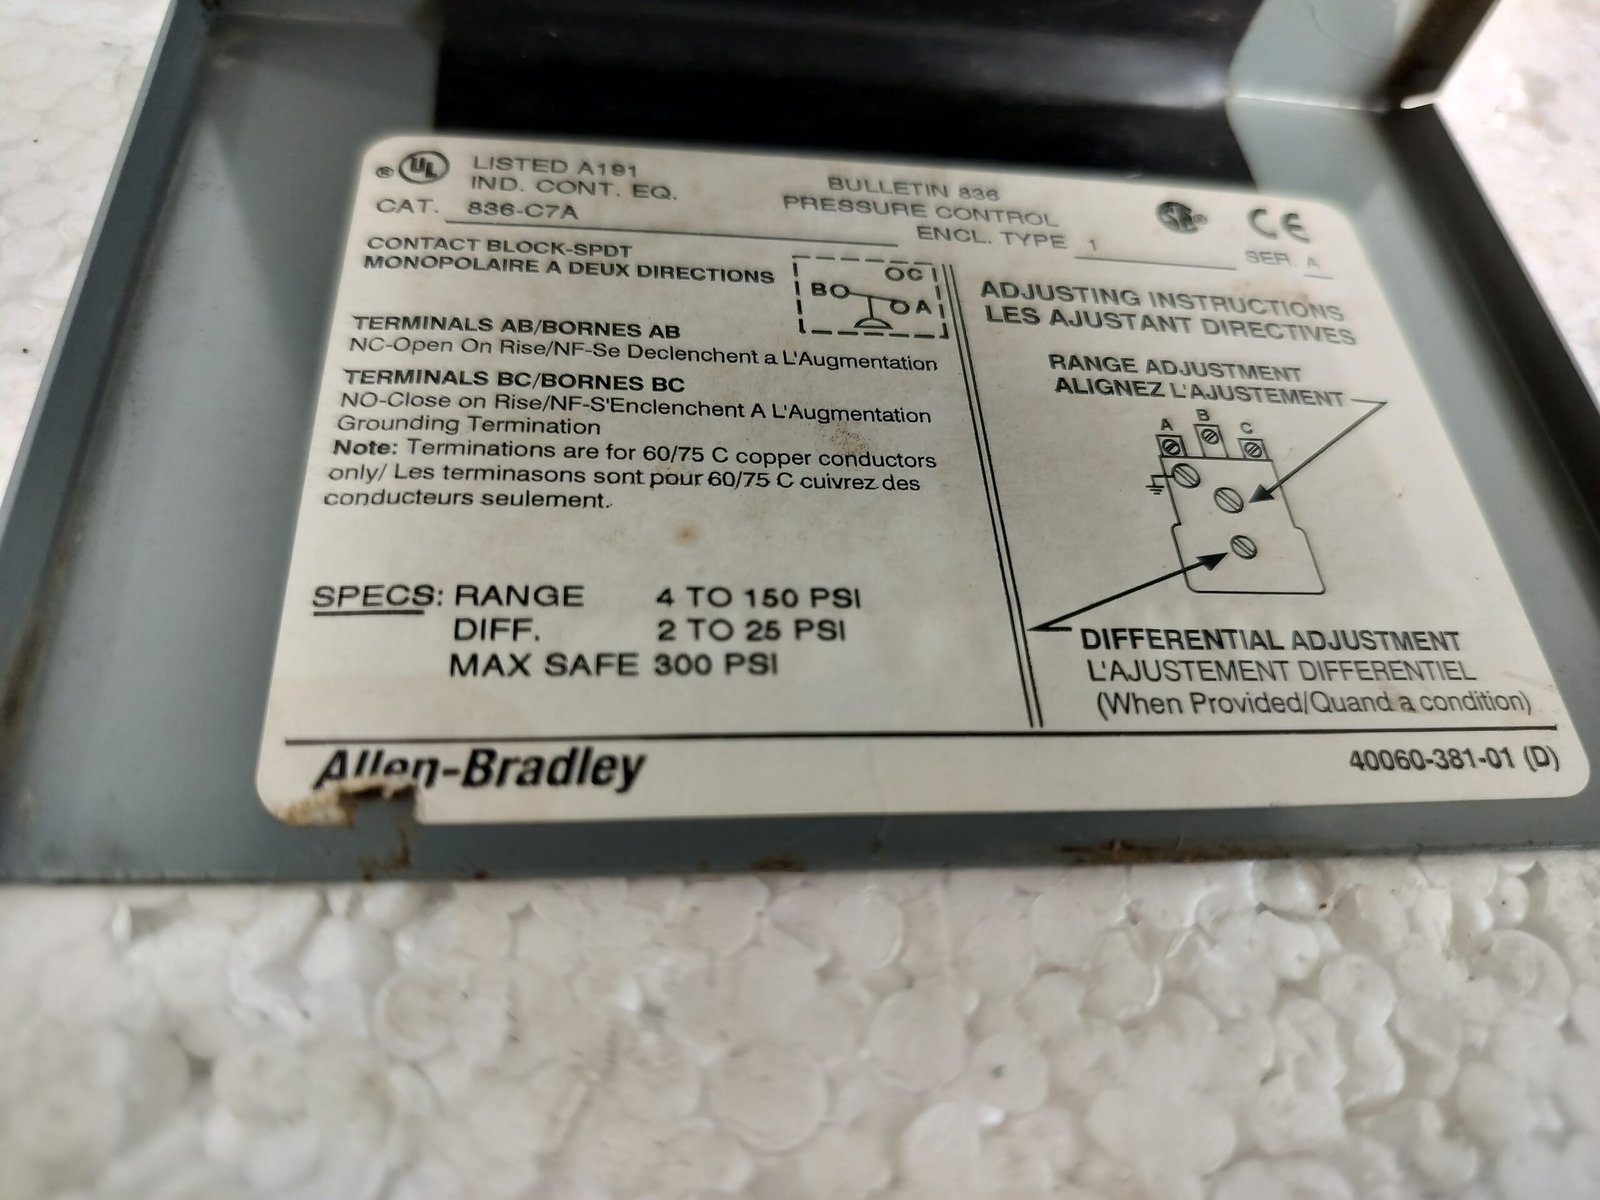 ® UL LISTED A191
IND. CONT. EQ.
CAT. 836-C7A
BULLETIN 836
PRESSURE CONTROL
ENCL. TYPE 1
CE
SER. A
CONTACT BLOCK-SPDT
MONOPOLAIRE A DEUX DIRECTIONS
C
B
A
TERMINALS AB/BORNES AB
NC-Open On Rise/NF-Se Declenchent a L'Augmentation
TERMINALS BC/BORNES BC
NO-Close on Rise/NF-S'Enclenchent A L'Augmentation
Grounding Termination
Note: Terminations are for 60/75 C copper conductors
only/ Les terminasons sont pour 60/75 C cuivrez des
conducteurs seulement.
SPECS: RANGE 4 TO 150 PSI
DIFF. 2 TO 25 PSI
MAX SAFE 300 PSI
ADJUSTING INSTRUCTIONS
LES AJUSTANT DIRECTIVES
RANGE ADJUSTMENT
ALIGNEZ L'AJUSTEMENT
A B C
DIFFERENTIAL ADJUSTMENT
L'AJUSTEMENT DIFFERENTIEL
(When Provided/Quand a condition)
Allen-Bradley
40060-381-01 (D)